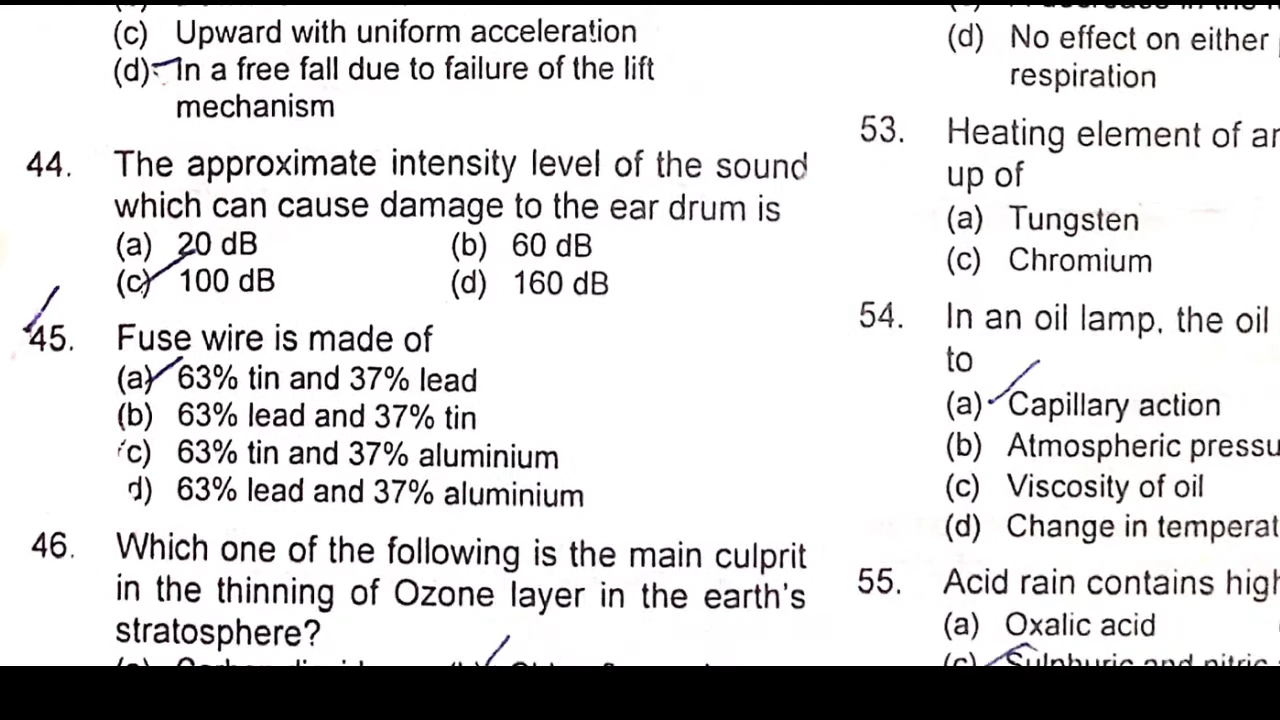 (c) Upward with uniform acceleration
(d) In a free fall due to failure of the lift
mechanism
44. The approximate intensity level of the sound
which can cause damage to the ear drum is
(a) 20 dB (b) 60 dB
(c) 100 dB (d) 160 dB
45. Fuse wire is made of
(a) 63% tin and 37% lead
(b) 63% lead and 37% tin
(c) 63% tin and 37% aluminium
d) 63% lead and 37% aluminium
46. Which one of the following is the main culprit
in the thinning of Ozone layer in the earth's
stratosphere?
(d) No effect on either
respiration
53. Heating element of
up of
(a) Tungsten
(c) Chromium
54. In an oil lamp, the oil
to
(a) Capillary action
(b) Atmospheric pressu
(c) Viscosity of oil
(d) Change in temperat
55. Acid rain contains high
(a) Oxalic acid
(c) Sulphuric and nitric